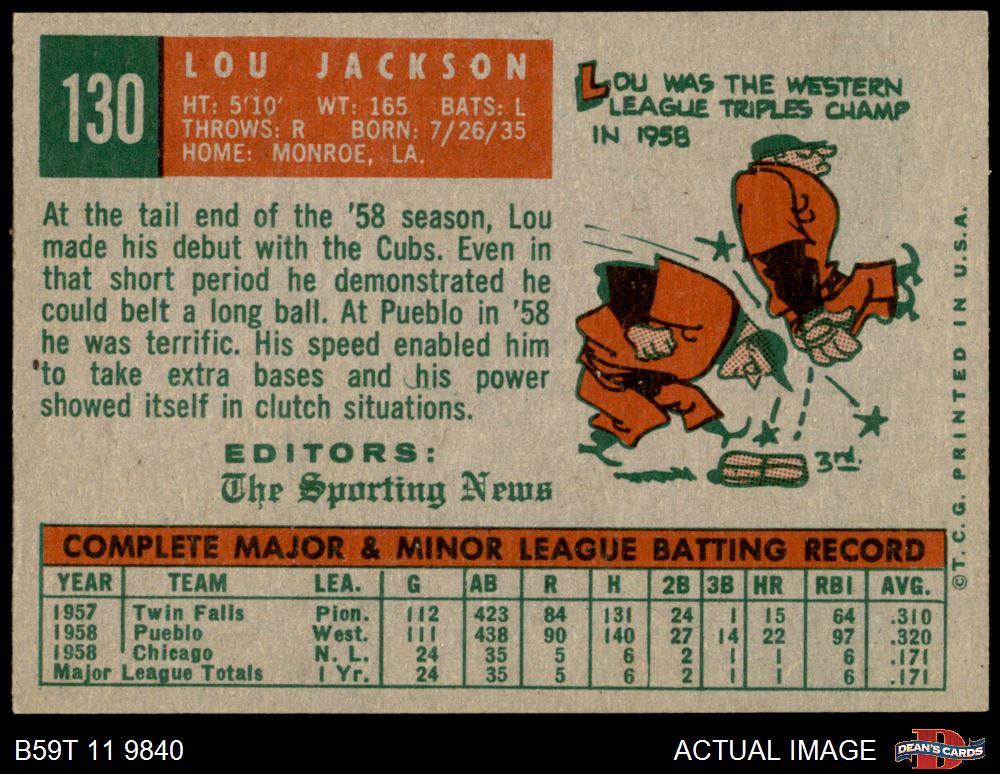 130
LOU JACKSON
HT: 5'10' WT: 165 BATS: L
THROWS: R BORN: 7/26/35
HOME: MONROE, LA.
LOU WAS THE WESTERN
LEAGUE TRIPLES CHAMP
IN 1958
At the tail end of the '58 season, Lou
made his debut with the Cubs. Even in
that short period he demonstrated he
could belt a long ball. At Pueblo in '58
he was terrific. His speed enabled him
to take extra bases and his power
showed itself in clutch situations.
EDITORS:
The Sporting News
3rd.
©T. C. G. PRINTED IN U.S.A.
COMPLETE MAJOR & MINOR LEAGUE BATTING RECORD
YEAR TEAM LEA. G AB R H 2B 3B HR RBI AVG.
1957 Twin Falls Pion. 112 423 84 131 24 1 15 64 .310
1958 Pueblo West. 111 438 90 140 27 14 22 97 .320
1958 Chicago N. L. 24 35 5 6 2 1 1 6 .171
Major League Totals 1 Yr. 24 35 5 6 2 1 1 6 .171
B59T 11 9840
ACTUAL IMAGE
DEAN'S CARDS